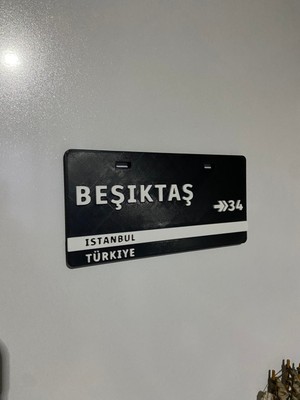 BEŞIKTAŞ
34
ISTANBUL
TÜRKIYE